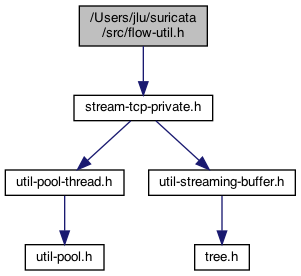 /Users/jlu/suricata
/src/flow-util.h
stream-tcp-private.h
util-pool-thread.h
util-streaming-buffer.h
util-pool.h
tree.h